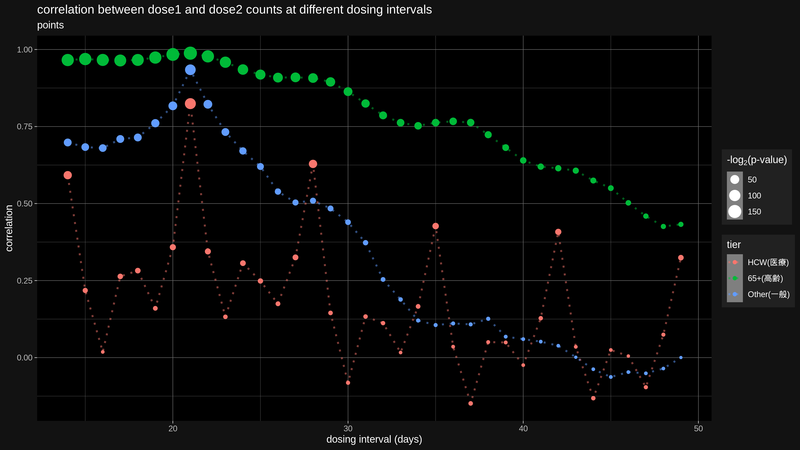 correlation between dose1 and dose2 counts at different dosing intervals
points
1.00
0.75
0.50
0.25
0.00
correlation
20
30
40
50
dosing interval (days)
-log2(p-value)
50
100
150
tier
HCW(医療)
65+(高齢)
Other(一般)